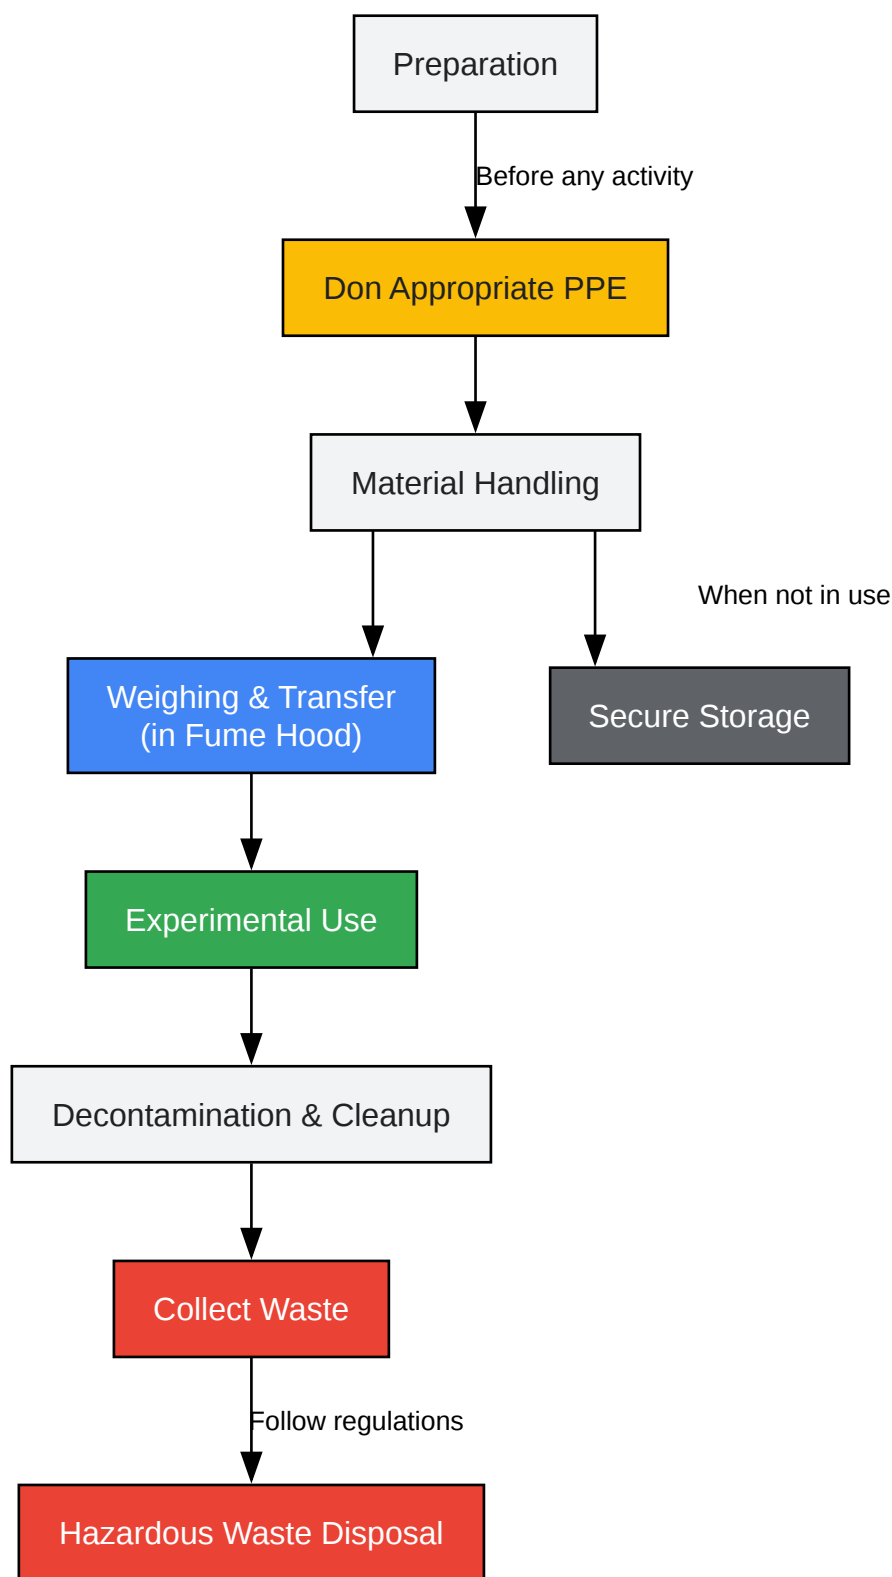 Preparation
Before any activity
Don Appropriate PPE
Material Handling
When not in use
Weighing & Transfer
(in Fume Hood)
Secure Storage
Experimental Use
Decontamination & Cleanup
Collect Waste
Follow regulations
Hazardous Waste Disposal